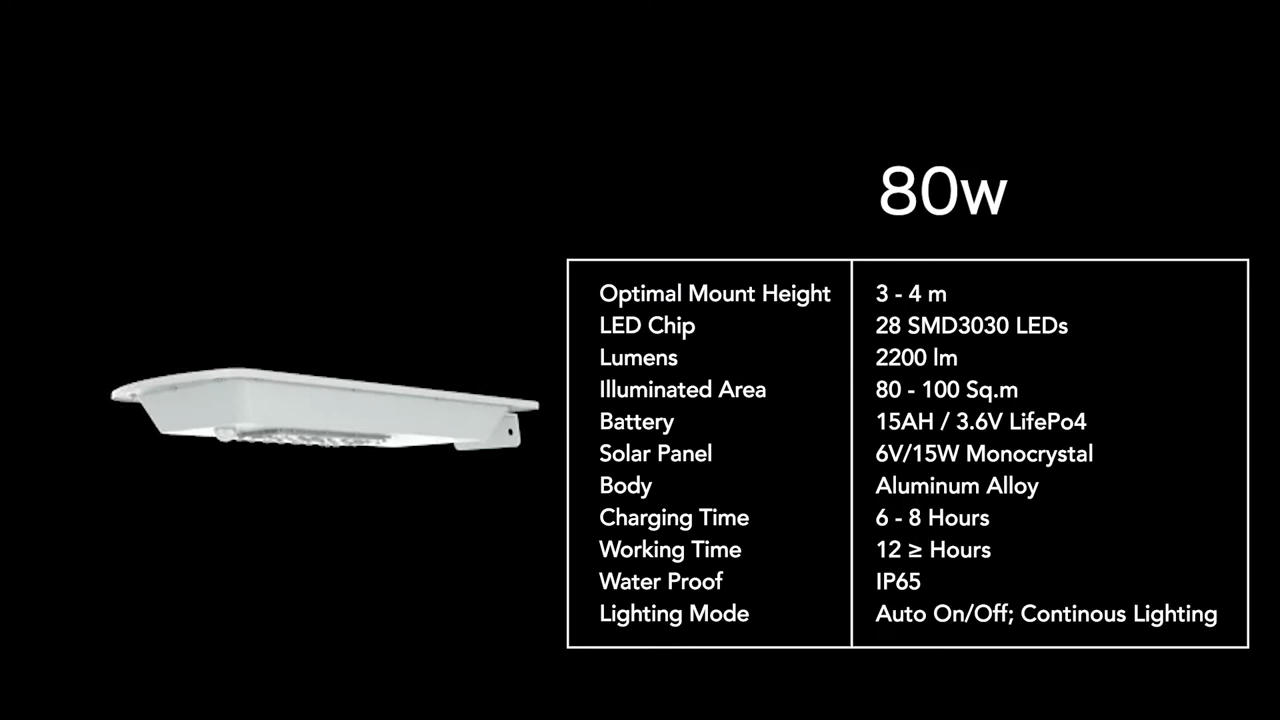 80w
Optimal Mount Height 3 - 4 m
LED Chip 28 SMD3030 LEDs
Lumens 2200 lm
Illuminated Area 80 - 100 Sq.m
Battery 15AH / 3.6V LifePo4
Solar Panel 6V/15W Monocrystal
Body Aluminum Alloy
Charging Time 6 - 8 Hours
Working Time 12 ≥ Hours
Water Proof IP65
Lighting Mode Auto On/Off; Continous Lighting